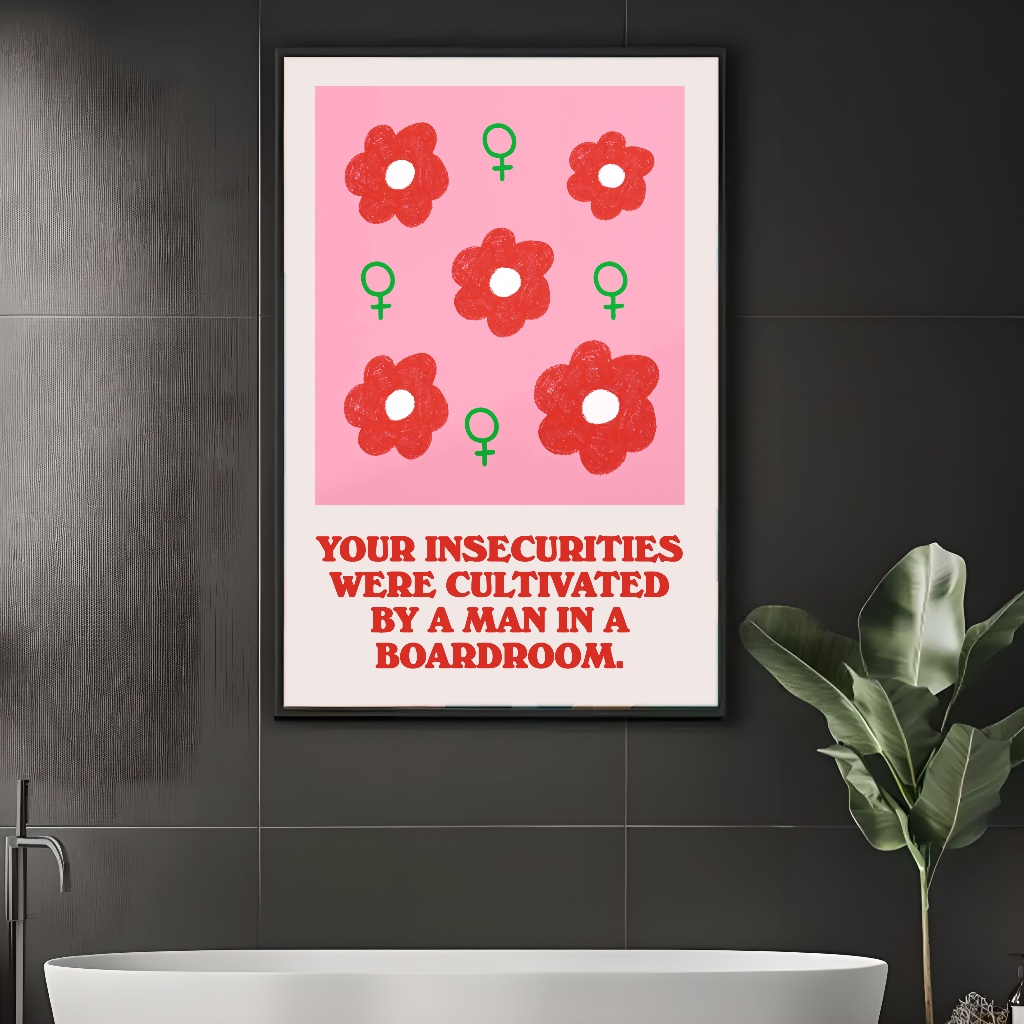 YOUR INSECURITIES
WERE CULTIVATED
BY A MAN IN A
BOARDROOM.